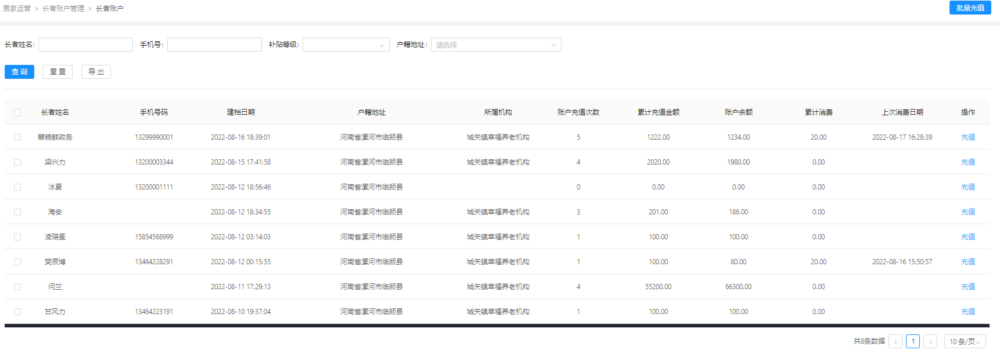 居家运营 > 长者账户管理 > 长者账户 批量充值
长者姓名: 手机号: 补贴等级: 户籍地址: 请选择
查 询 重 置 导 出
长者姓名 手机号码 建档日期 户籍地址 所属机构 账户充值次数 累计充值金额 账户余额 累计消费 上次消费日期 操作
蔡粮鲜政务 13299990001 2022-08-16 18:39:01 河南省漯河市临颍县 城关镇幸福养老机构 5 1222.00 1234.00 20.00 2022-08-17 16:28:39 充值
梁兴力 13200003344 2022-08-15 17:41:58 河南省漯河市临颍县 城关镇幸福养老机构 4 2020.00 1980.00 0.00 充值
冰夏 13200001111 2022-08-12 18:56:46 河南省漯河市临颍县 0 0.00 0.00 0.00 充值
海安 2022-08-12 18:34:55 河南省漯河市临颍县 城关镇幸福养老机构 3 201.00 186.00 0.00 充值
凌瑛昼 15854568999 2022-08-12 03:14:03 河南省漯河市临颍县 城关镇幸福养老机构 1 100.00 100.00 0.00 充值
樊辰博 13464228291 2022-08-12 00:15:55 河南省漯河市临颍县 城关镇幸福养老机构 1 100.00 80.00 20.00 2022-08-16 15:50:57 充值
问兰 2022-08-11 17:29:13 河南省漯河市临颍县 城关镇幸福养老机构 4 55200.00 66300.00 0.00 充值
甘风力 13464223191 2022-08-10 19:37:04 河南省漯河市临颍县 城关镇幸福养老机构 1 100.00 100.00 0.00 充值
共8条数据 < 1 > 10 条/页